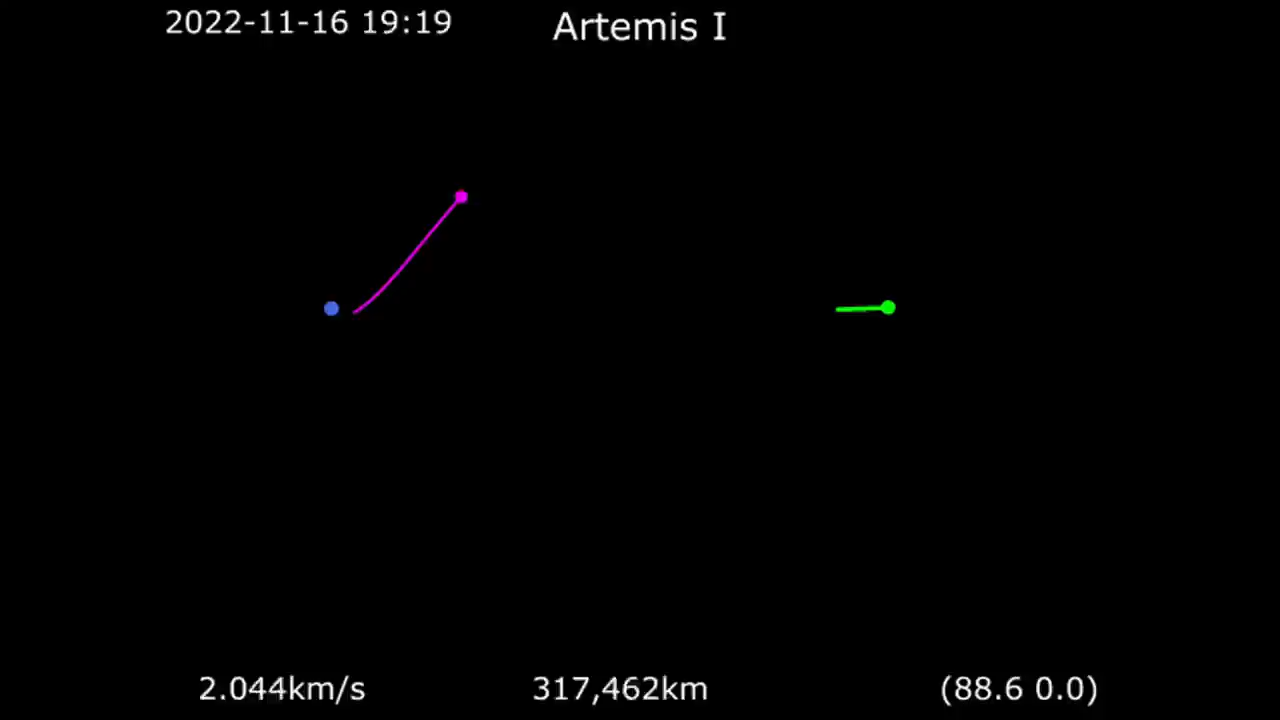 2022-11-16 19:19
Artemis I
2.044km/s
317,462km
(88.6 0.0)